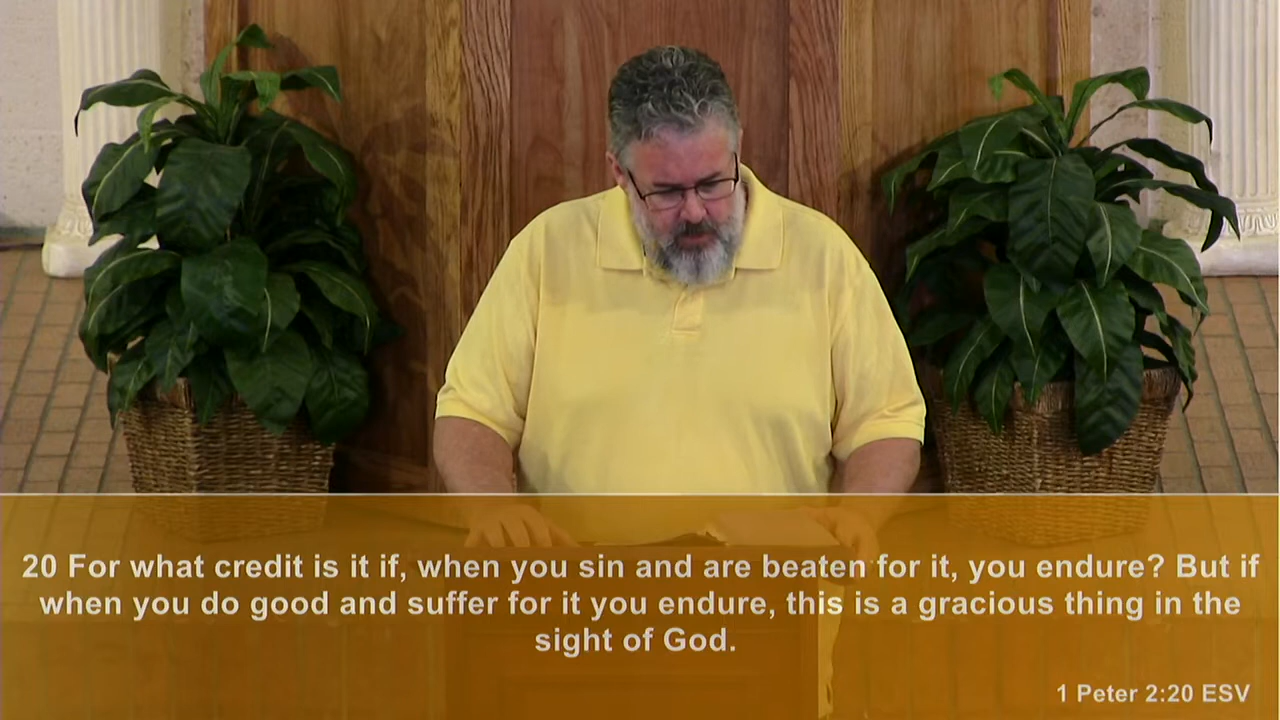 20 For what credit is it if, when you sin and are beaten for it, you endure? But if
when you do good and suffer for it you endure, this is a gracious thing in the
sight of God.
1 Peter 2:20 ESV